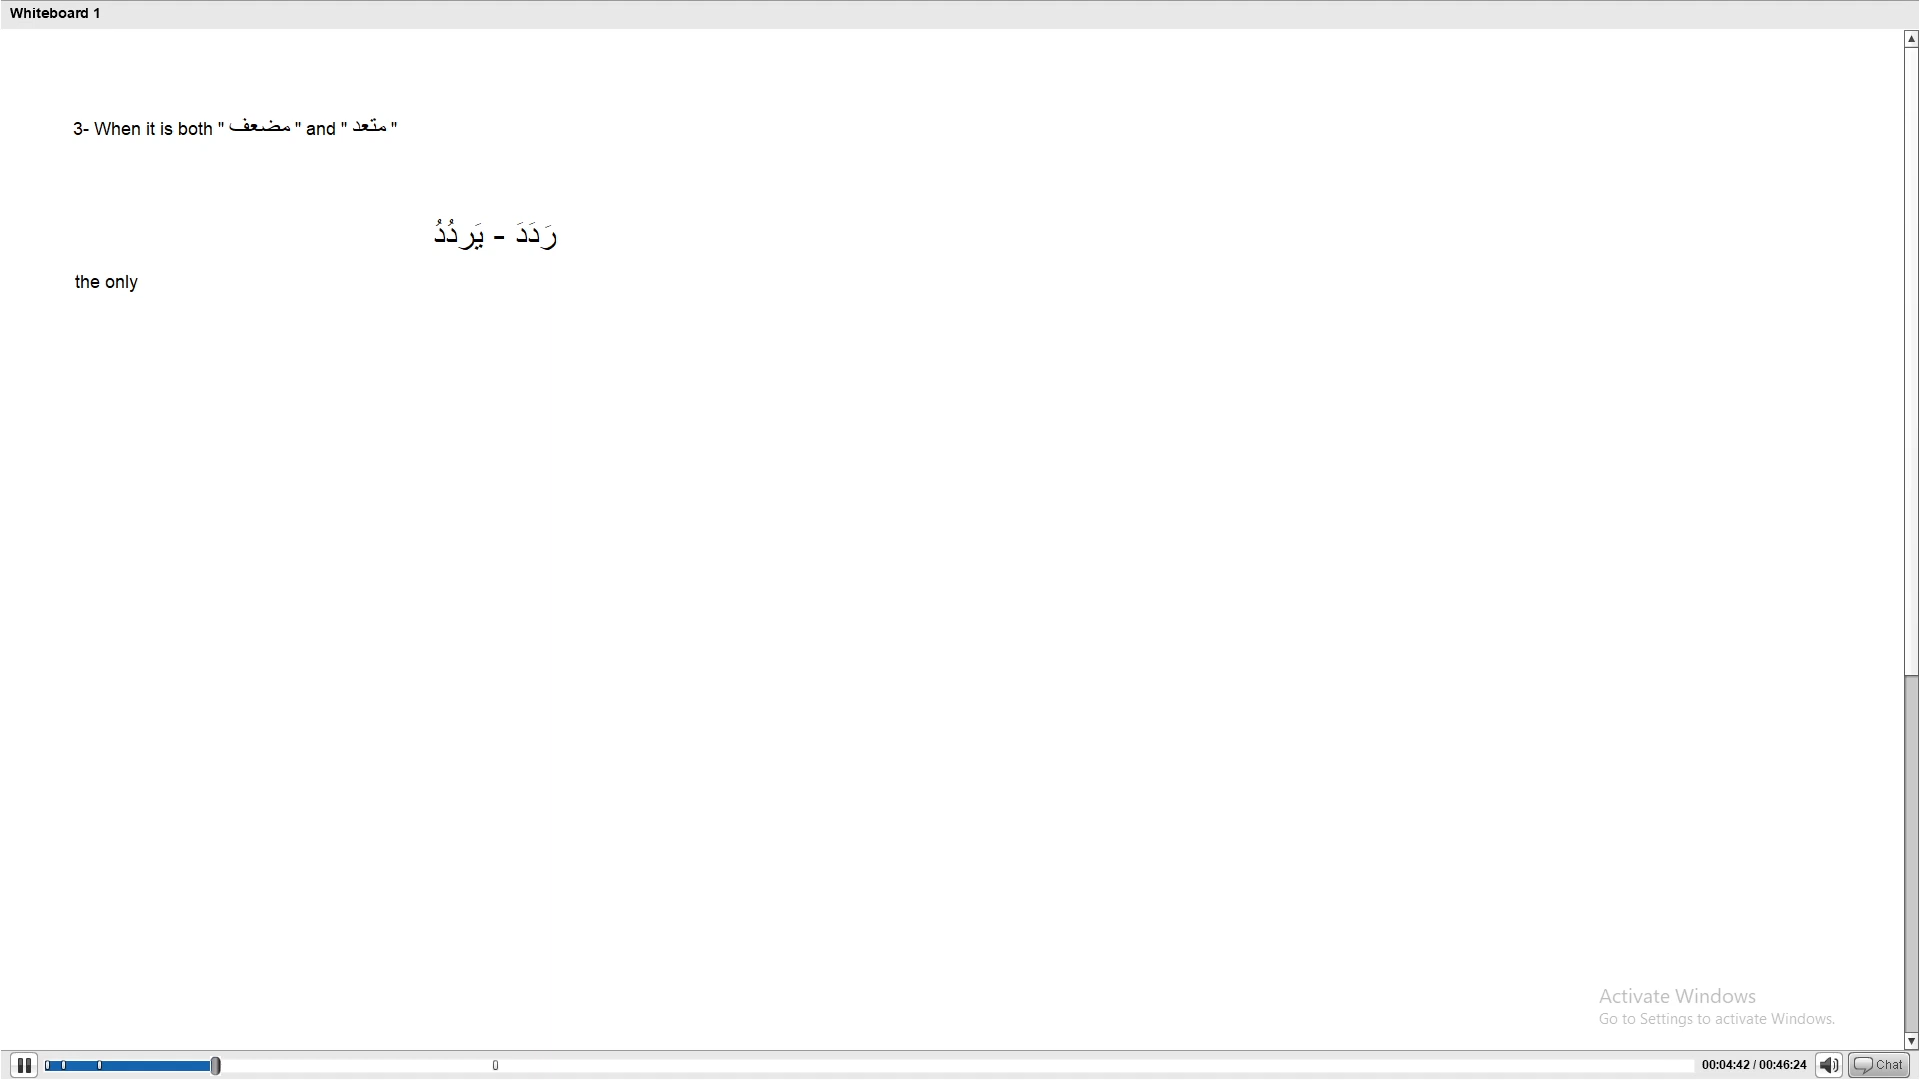 Whiteboard 1
3- When it is both " مضعف " and " متعد "
رَدَدَ - يَردُدُ
the only
Activate Windows
Go to Settings to activate Windows.
00:04:42 / 00:46:24
Chat